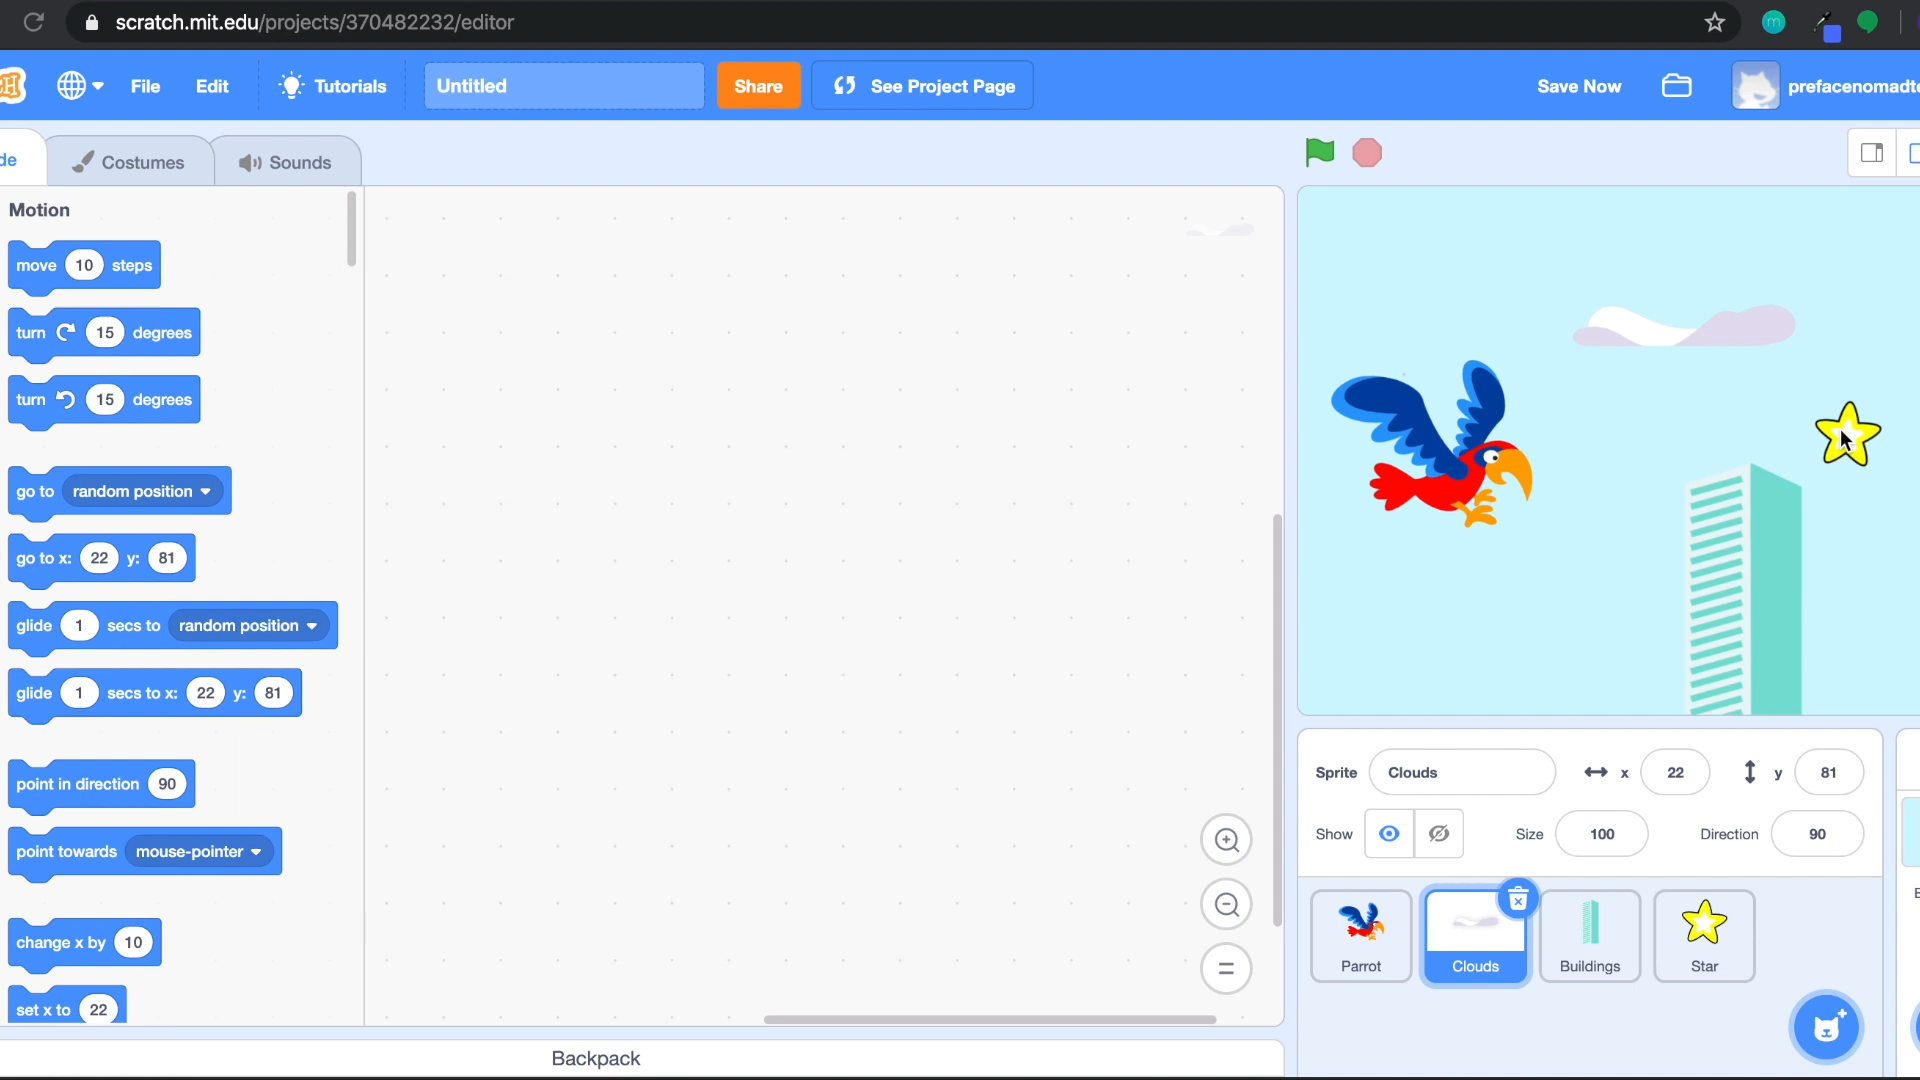 scratch.mit.edu/projects/370482232/editor
File Edit Tutorials Untitled Share See Project Page Save Now
Costumes Sounds
Motion
move 10 steps
turn 15 degrees
turn 15 degrees
go to random position
go to x: 22 y: 81
glide 1 secs to random position
glide 1 secs to x: 22 y: 81
point in direction 90
point towards mouse-pointer
change x by 10
set x to 22
Backpack
Sprite Clouds x 22 y 81
Show Size 100 Direction 90
Parrot Clouds Buildings Star